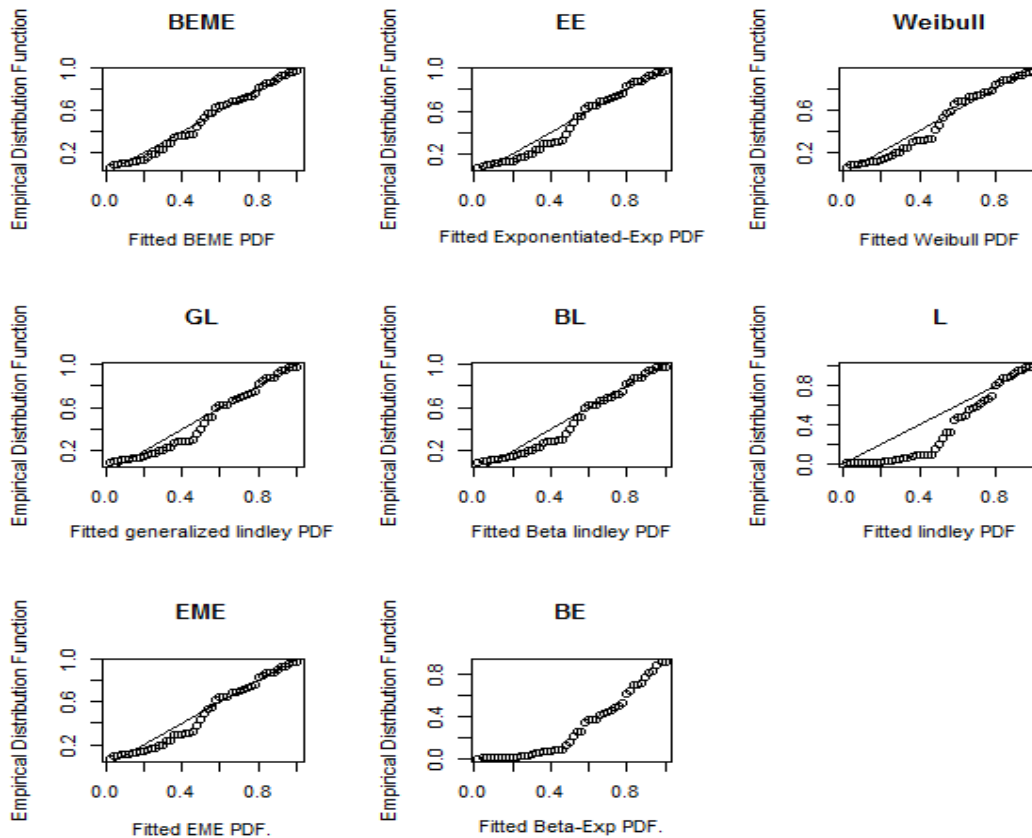 BEME
Empirical Distribution Function
0.2 0.6 1.0
0.0 0.4 0.8
Fitted BEME PDF
EE
Empirical Distribution Function
0.2 0.6 1.0
0.0 0.4 0.8
Fitted Exponentiated-Exp PDF
Weibull
Empirical Distribution Function
0.2 0.6 1.0
0.0 0.4 0.8
Fitted Weibull PDF
GL
Empirical Distribution Function
0.2 0.6 1.0
0.0 0.4 0.8
Fitted generalized lindley PDF
BL
Empirical Distribution Function
0.2 0.6 1.0
0.0 0.4 0.8
Fitted Beta lindley PDF
L
Empirical Distribution Function
0.0 0.4 0.8
0.0 0.4 0.8
Fitted lindley PDF
EME
Empirical Distribution Function
0.2 0.6 1.0
0.0 0.4 0.8
Fitted EME PDF.
BE
Empirical Distribution Function
0.0 0.4 0.8
0.0 0.4 0.8
Fitted Beta-Exp PDF.